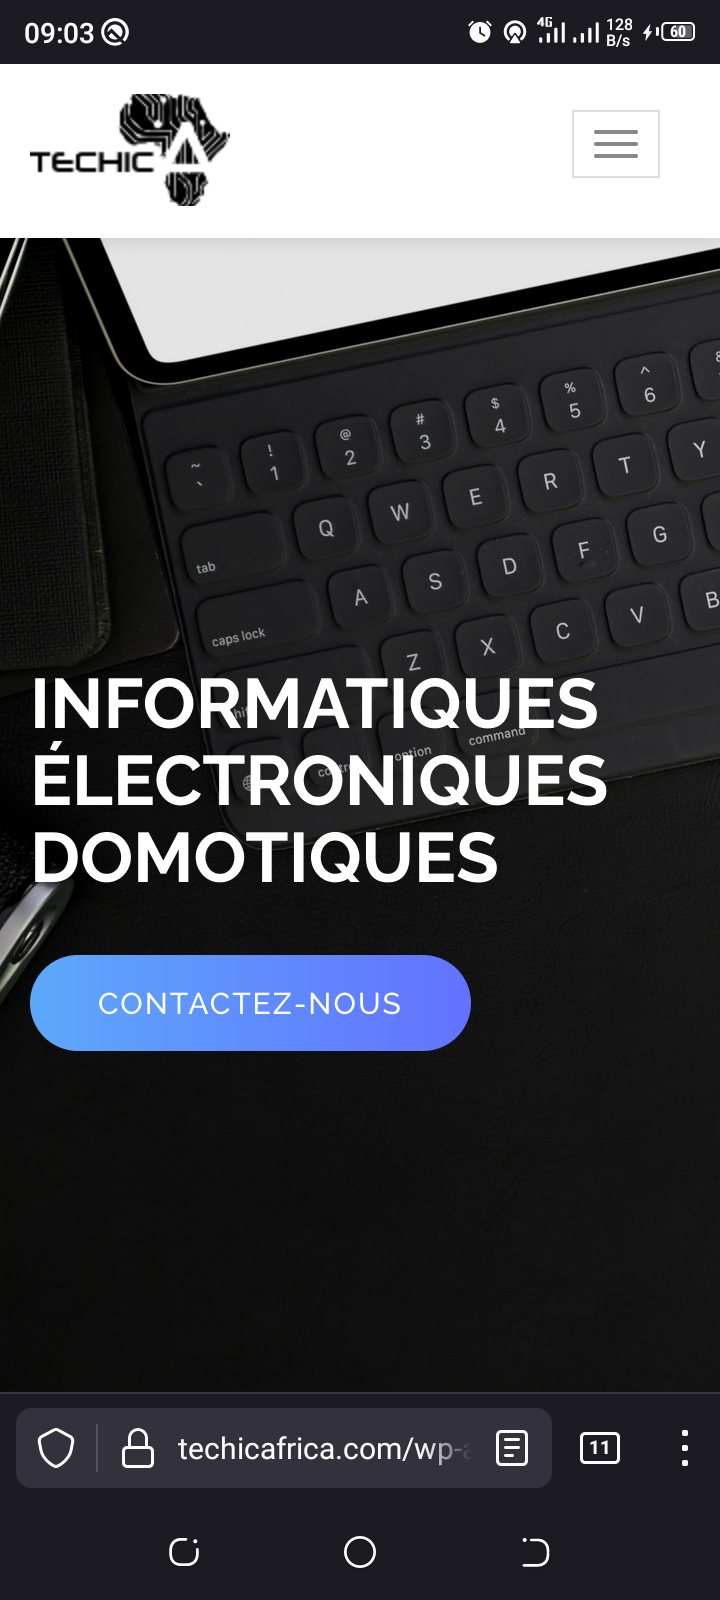 09:03
4G
128
B/s
60
TECHIC
~
`
!
1
@
2
#
3
$
4
%
5
^
6
tab
Q
W
E
R
T
Y
caps lock
A
S
D
F
G
Z
X
C
V
B
option
command
INFORMATIQUES
ÉLECTRONIQUES
DOMOTIQUES
CONTACTEZ-NOUS
techicafrica.com/wp-
11